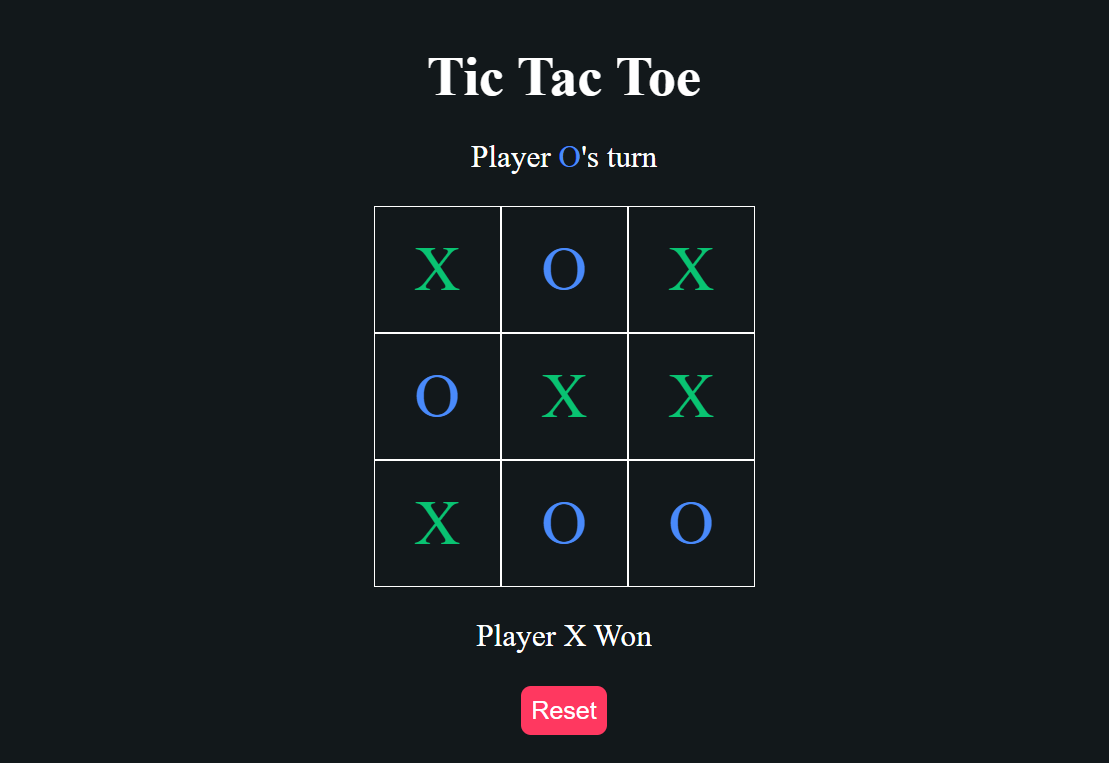 Tic Tac Toe
Player O's turn
X O X
O X X
X O O
Player X Won
Reset